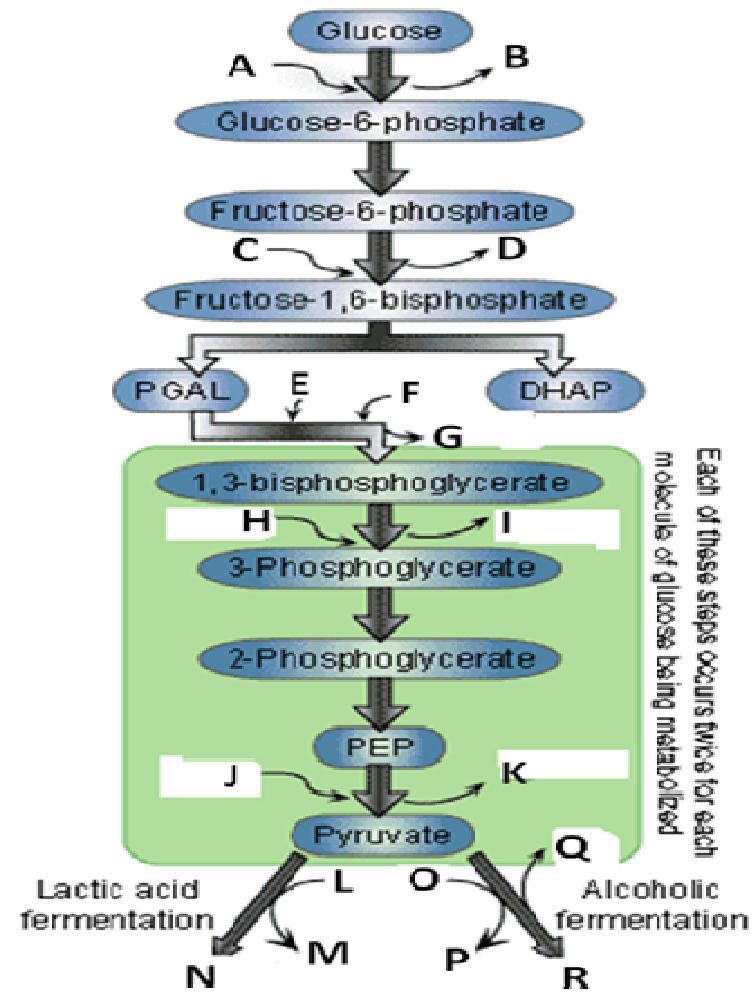 Glucose
A
B
Glucose-6-phosphate
Fructose-6-phosphate
C
D
Fructose-1,6-bisphosphate
PGAL
E
F
DHAP
G
1,3-bisphosphoglycerate
H
I
3-Phosphoglycerate
2-Phosphoglycerate
PEP
J
K
Pyruvate
Each of these steps occurs twice for each
molecule of glucose being metabolized
Q
Lactic acid
fermentation
L
O
Alcoholic
fermentation
M
P
N
R